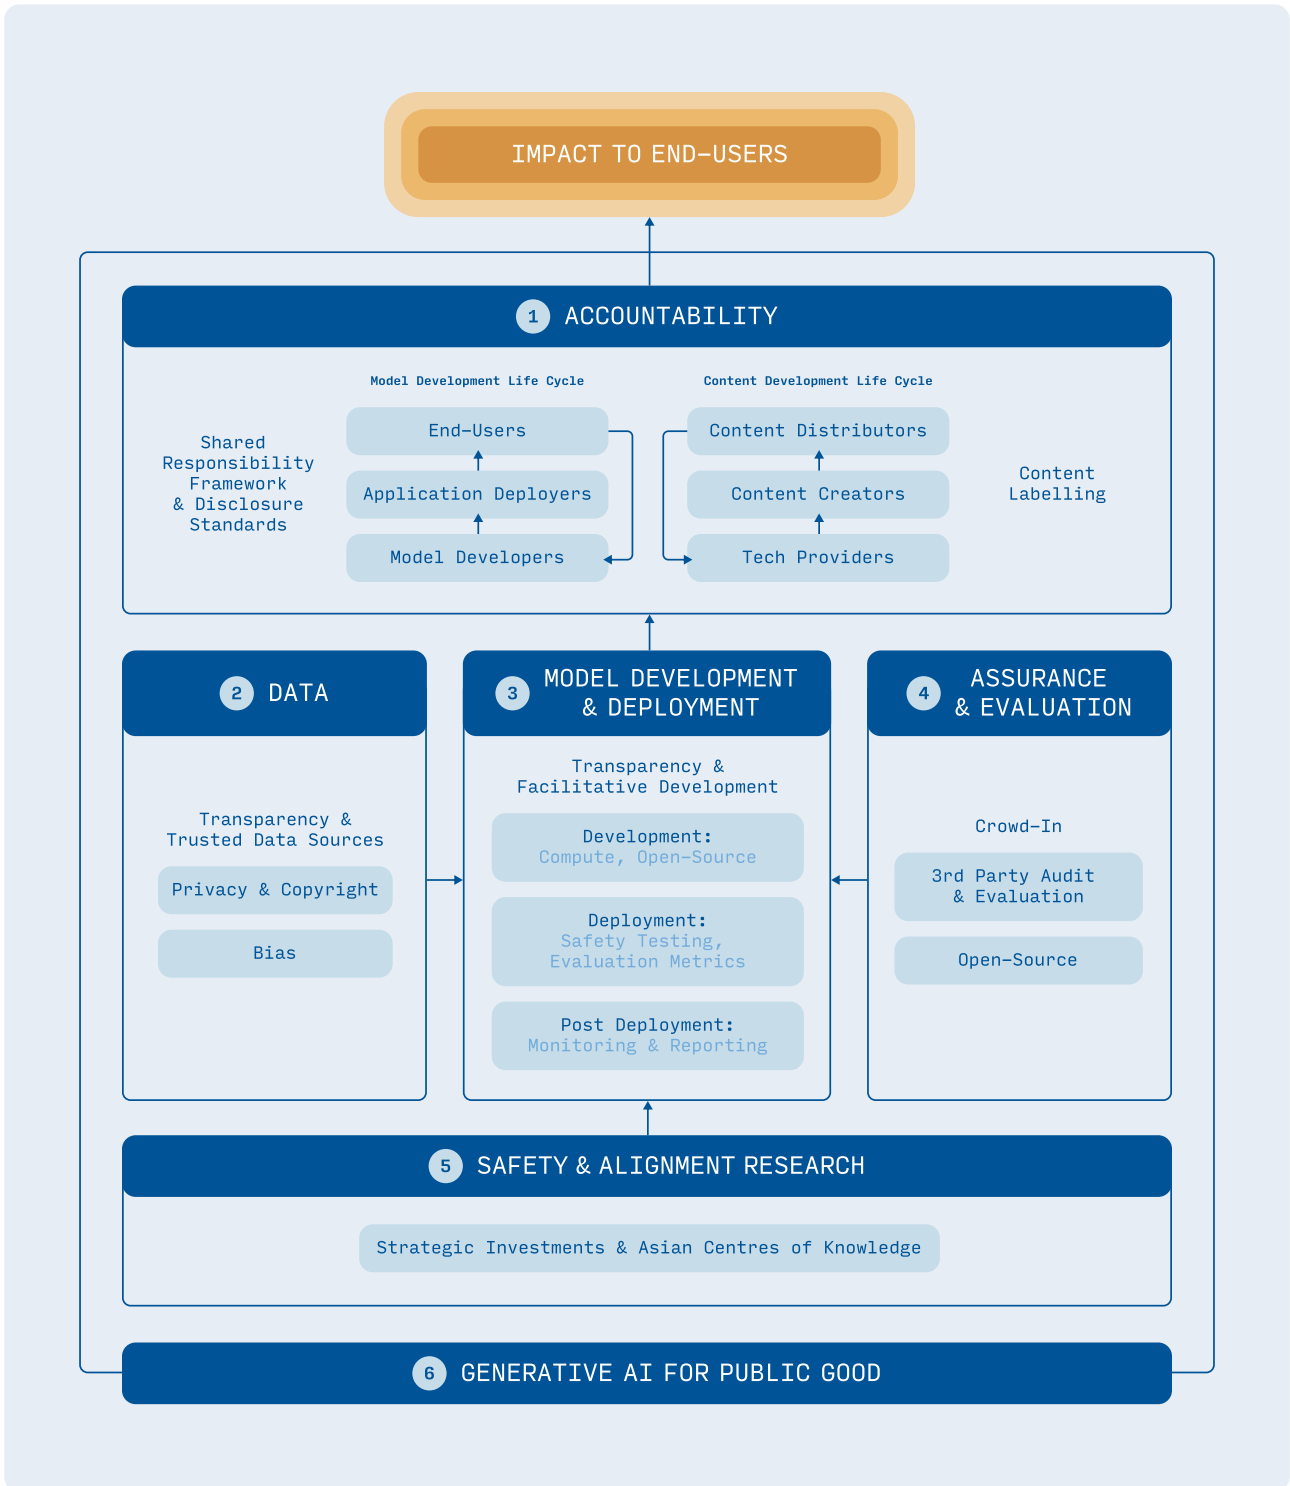 IMPACT TO END-USERS
1 ACCOUNTABILITY
Shared
Responsibility
Framework
& Disclosure
Standards
Model Development Life Cycle
End-Users
Application Deployers
Model Developers
Content Development Life Cycle
Content Distributors
Content Creators
Tech Providers
Content
Labelling
2 DATA
Transparency &
Trusted Data Sources
Privacy & Copyright
Bias
3 MODEL DEVELOPMENT
& DEPLOYMENT
Transparency &
Facilitative Development
Development:
Compute, Open-Source
Deployment:
Safety Testing,
Evaluation Metrics
Post Deployment:
Monitoring & Reporting
4 ASSURANCE
& EVALUATION
Crowd-In
3rd Party Audit
& Evaluation
Open-Source
5 SAFETY & ALIGNMENT RESEARCH
Strategic Investments & Asian Centres of Knowledge
6 GENERATIVE AI FOR PUBLIC GOOD